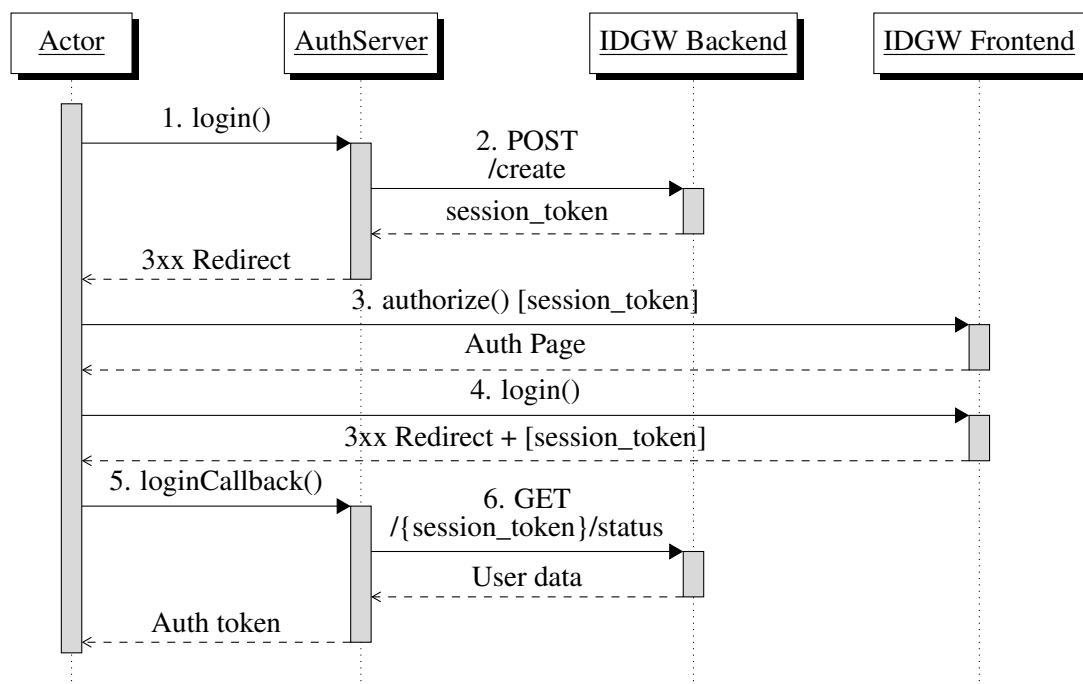 Actor
AuthServer
IDGW Backend
IDGW Frontend
1. login()
2. POST
/create
session_token
3xx Redirect
3. authorize() [session_token]
Auth Page
4. login()
3xx Redirect + [session_token]
5. loginCallback()
6. GET
/{session_token}/status
User data
Auth token